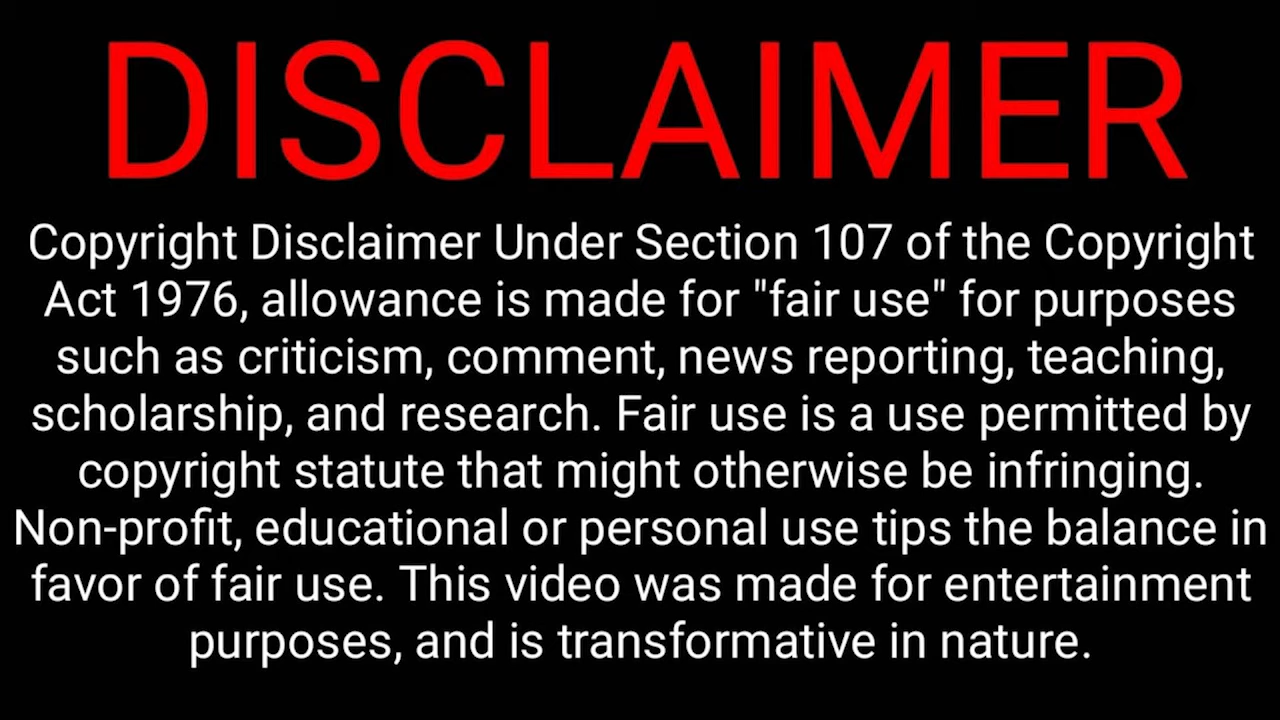 DISCLAIMER
Copyright Disclaimer Under Section 107 of the Copyright
Act 1976, allowance is made for "fair use" for purposes
such as criticism, comment, news reporting, teaching,
scholarship, and research. Fair use is a use permitted by
copyright statute that might otherwise be infringing.
Non-profit, educational or personal use tips the balance in
favor of fair use. This video was made for entertainment
purposes, and is transformative in nature.